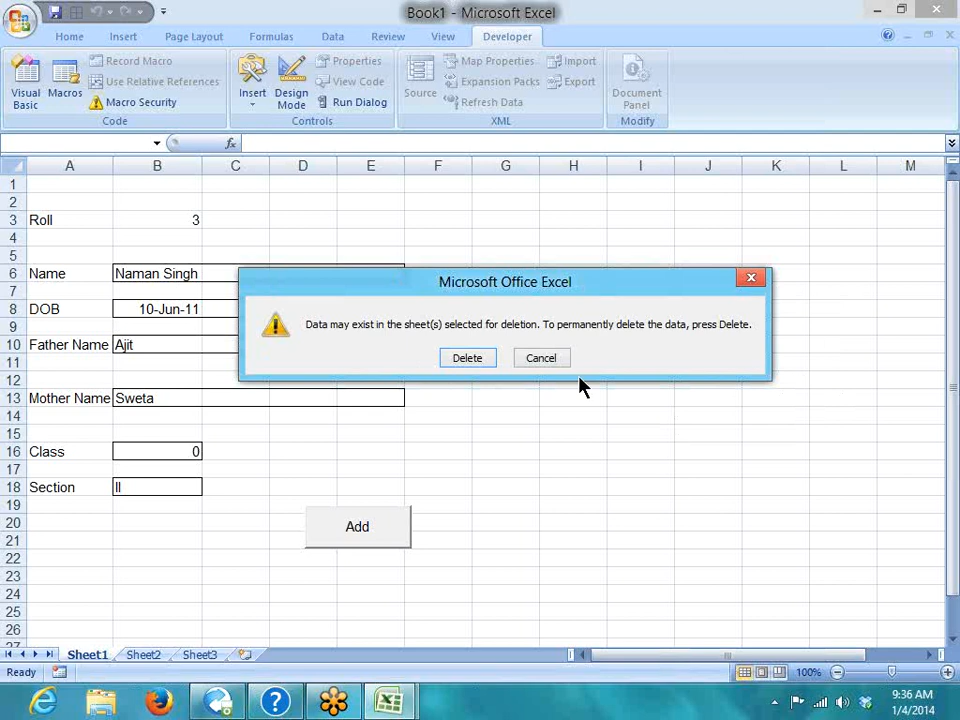 Book1 - Microsoft Excel
Home Insert Page Layout Formulas Data Review View Developer
Visual Basic
Macros
Record Macro
Use Relative References
Macro Security
Code
Insert
Design Mode
Properties
View Code
Run Dialog
Controls
Source
Map Properties
Expansion Packs
Refresh Data
Import
Export
XML
Document Panel
Modify
fx
A B C D E F G H I J K L M
1
2
3 Roll 3
4
5
6 Name Naman Singh
7
8 DOB 10-Jun-11
9
10 Father Name Ajit
11
12
13 Mother Name Sweta
14
15
16 Class 0
17
18 Section II
19
20
21
22
23
24
25
26
27
Add
Microsoft Office Excel
Data may exist in the sheet(s) selected for deletion. To permanently delete the data, press Delete.
Delete Cancel
Sheet1 Sheet2 Sheet3
Ready 100%
9:36 AM
1/4/2014